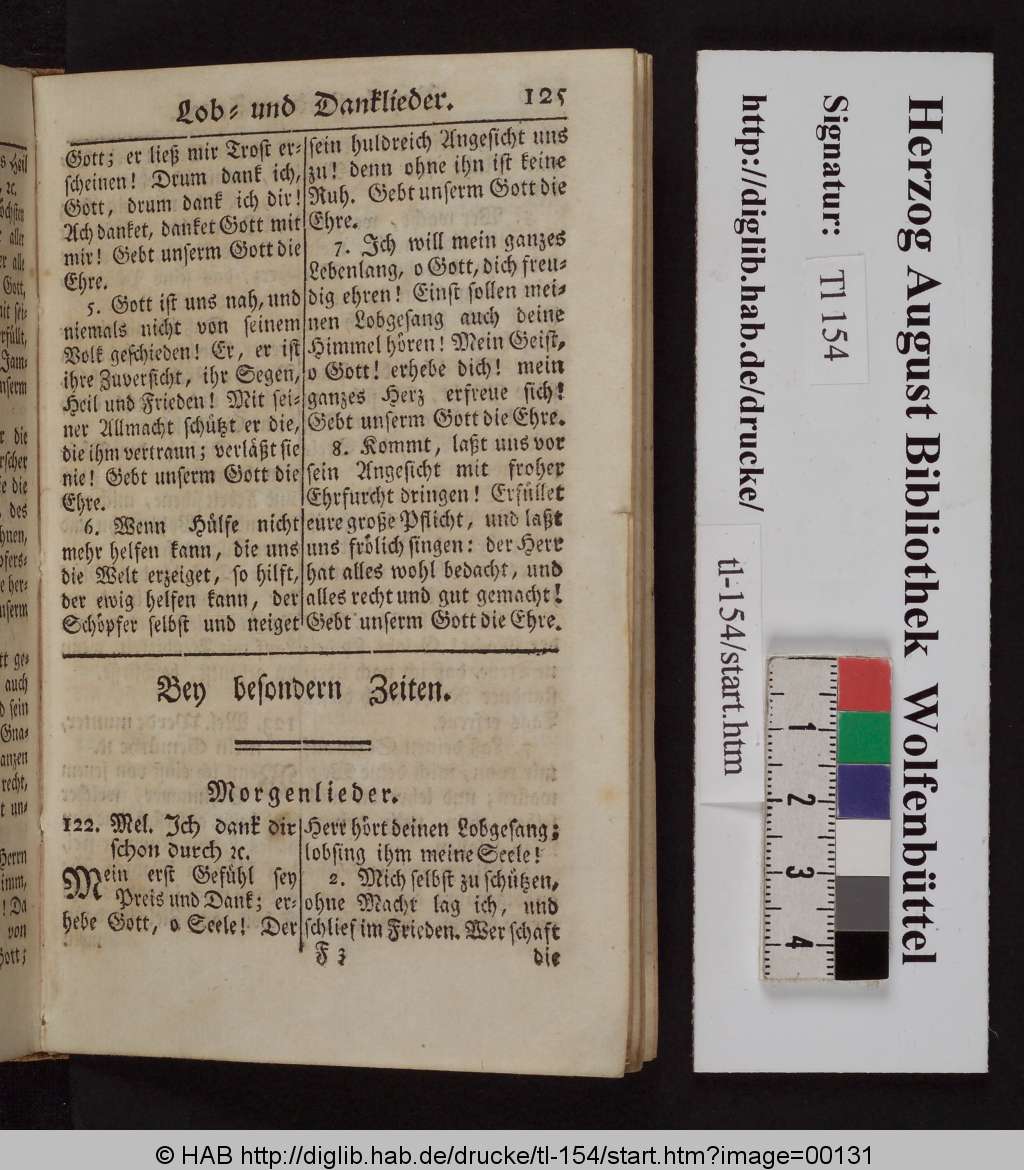 Lob- und Danklieder. 125
Gott; er ließ mir Trost er-
scheinen! Drum dank ich,
Gott, drum dank ich dir!
Ach danket, danket Gott mit
mir! Gebt unserm Gott die
Ehre.
5. Gott ist uns nah, und
niemals nicht von seinem
Volk geschieden! Er, er ist
ihre Zuversicht, ihr Segen,
Heil und Frieden! Mit sei-
ner Allmacht schützt er die,
die ihm vertraun; verläßt sie
nie! Gebt unserm Gott die
Ehre.
6. Wenn Hülfe nicht
mehr helfen kann, die uns
die Welt erzeiget, so hilft,
der ewig helfen kann, der
Schöpfer selbst und neiget
sein huldreich Angesicht uns
zu! denn ohne ihn ist keine
Ruh. Gebt unserm Gott die
Ehre.
7. Ich will mein ganzes
Lebenlang, o Gott, dich freu-
dig ehren! Einst sollen mei-
nen Lobgesang auch deine
Himmel hören! Mein Geist,
o Gott! erhebe dich! mein
ganzes Herz erfreue sich!
Gebt unserm Gott die Ehre.
8. Kommt, laßt uns vor
sein Angesicht mit froher
Ehrfurcht dringen! Erfüllet
eure große Pflicht, und laßt
uns frölich singen: der Herr
hat alles wohl bedacht, und
alles recht und gut gemacht!
Gebt unserm Gott die Ehre.
Bey besondern Zeiten.
Morgenlieder.
122. Mel. Ich dank dir
schon durch ꝛc.
Mein erst Gefühl sey
Preis und Dank; er-
hebe Gott, o Seele! Der
Herr hört deinen Lobgesang;
lobsing ihm meine Seele!
2. Mich selbst zu schützen,
ohne Macht lag ich, und
schlief im Frieden. Wer schaft
F 3 die
Herzog August Bibliothek Wolfenbüttel
Signatur: Tl 154
http://diglib.hab.de/drucke/ tl-154/start.htm
1
2
3
4
© HAB http://diglib.hab.de/drucke/tl-154/start.htm?image=00131